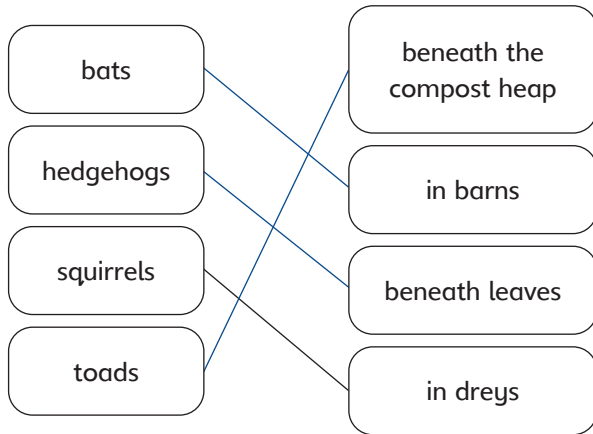 bats
hedgehogs
squirrels
toads
beneath the
compost heap
in barns
beneath leaves
in dreys